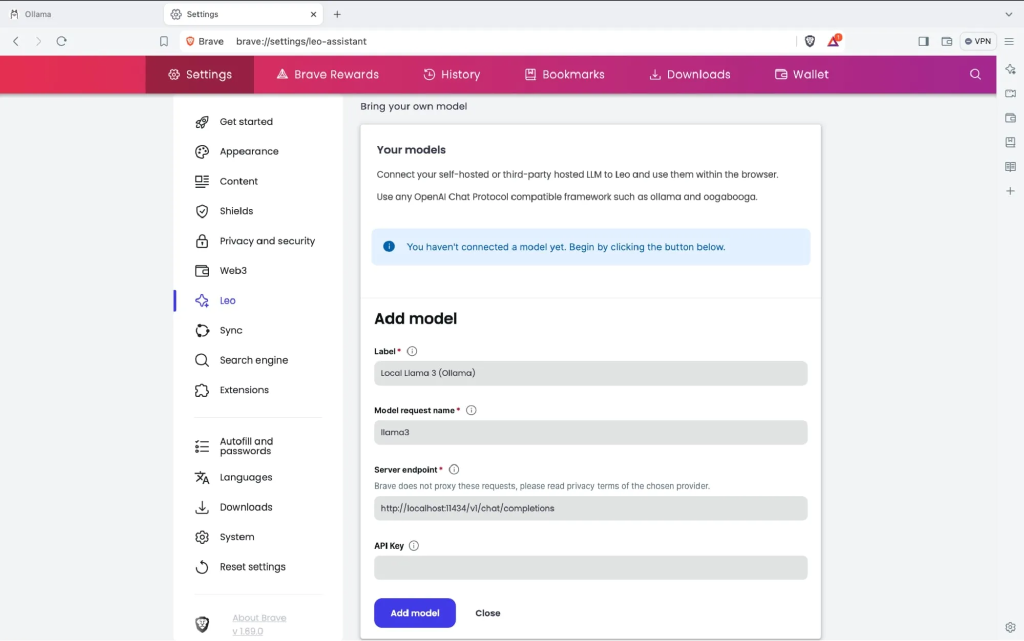 Ollama
Settings
Brave
brave://settings/leo-assistant
VPN
Settings
Brave Rewards
History
Bookmarks
Downloads
Wallet
Get started
Appearance
Content
Shields
Privacy and security
Web3
Leo
Sync
Search engine
Extensions
Autofill and
passwords
Languages
Downloads
System
Reset settings
About Brave
v 1.69.0
Bring your own model
Your models
Connect your self-hosted or third-party hosted LLM to Leo and use them within the browser.
Use any OpenAI Chat Protocol compatible framework such as ollama and oogabooga.
You haven't connected a model yet. Begin by clicking the button below.
Add model
Label*
Local Llama 3 (Ollama)
Model request name*
llama3
Server endpoint*
Brave does not proxy these requests, please read privacy terms of the chosen provider.
http://localhost:11434/v1/chat/completions
API Key
Add model
Close